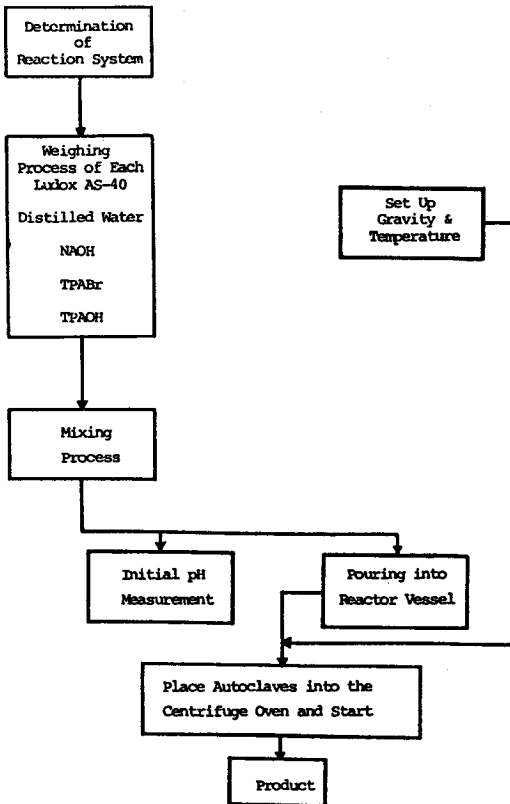 Determination
of
Reaction System
Weighing
Process of Each
Ludox AS-40
Distilled Water
NAOH
TPABr
TPAOH
Set Up
Gravity &
Temperature
Mixing
Process
Initial pH
Measurement
Pouring into
Reactor Vessel
Place Autoclaves into the
Centrifuge Oven and Start
Product